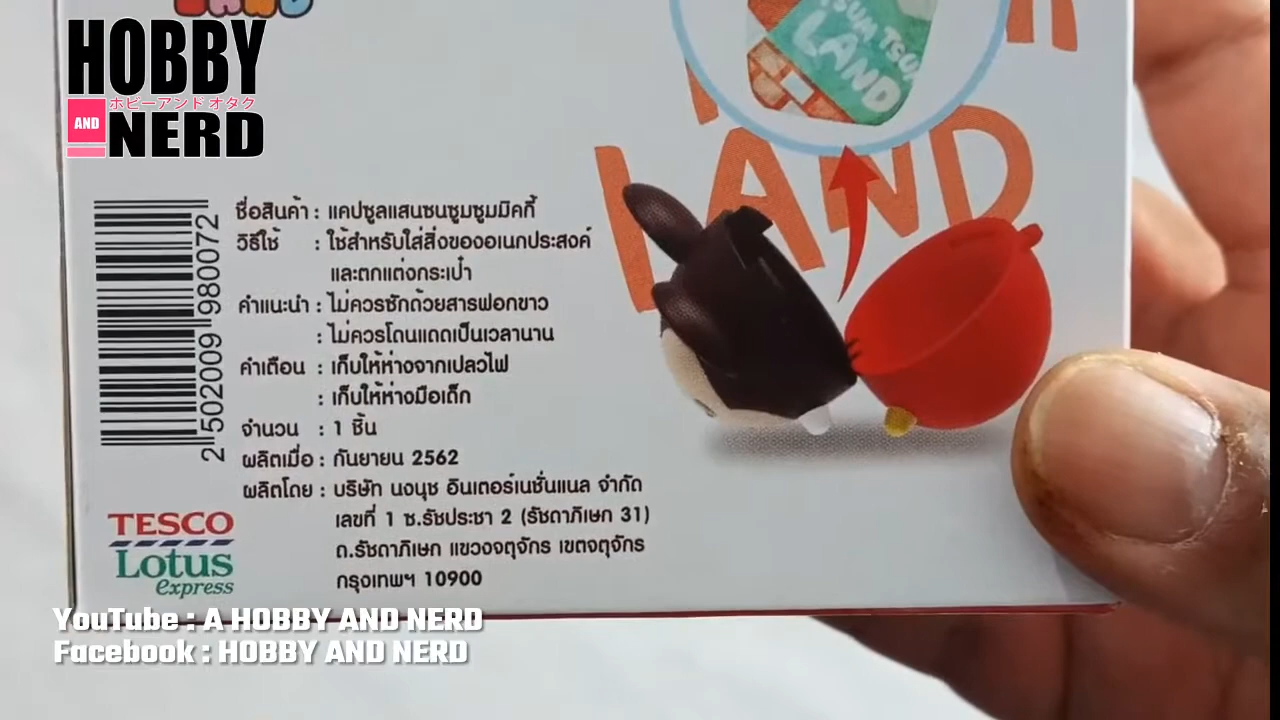 HOBBY
ホビーアンドオタク
AND NERD
TSUM TSUM
LAND
LAND
2 502009 980072
ชื่อสินค้า : แคปซูลแสนซนซูมซูมมิคกี้
วิธีใช้ : ใช้สำหรับใส่สิ่งของอเนกประสงค์
และตกแต่งกระเป๋า
คำแนะนำ : ไม่ควรซักด้วยสารฟอกขาว
: ไม่ควรโดนแดดเป็นเวลานาน
คำเตือน : เก็บให้ห่างจากเปลวไฟ
: เก็บให้ห่างมือเด็ก
จำนวน : 1 ชิ้น
ผลิตเมื่อ : กันยายน 2562
ผลิตโดย : บริษัท นงนุช อินเตอร์เนชั่นแนล จำกัด
เลขที่ 1 ซ.รัชประชา 2 (รัชดาภิเษก 31)
ถ.รัชดาภิเษก แขวงจตุจักร เขตจตุจักร
กรุงเทพฯ 10900
TESCO
Lotus
express
YouTube : A HOBBY AND NERD
Facebook : HOBBY AND NERD